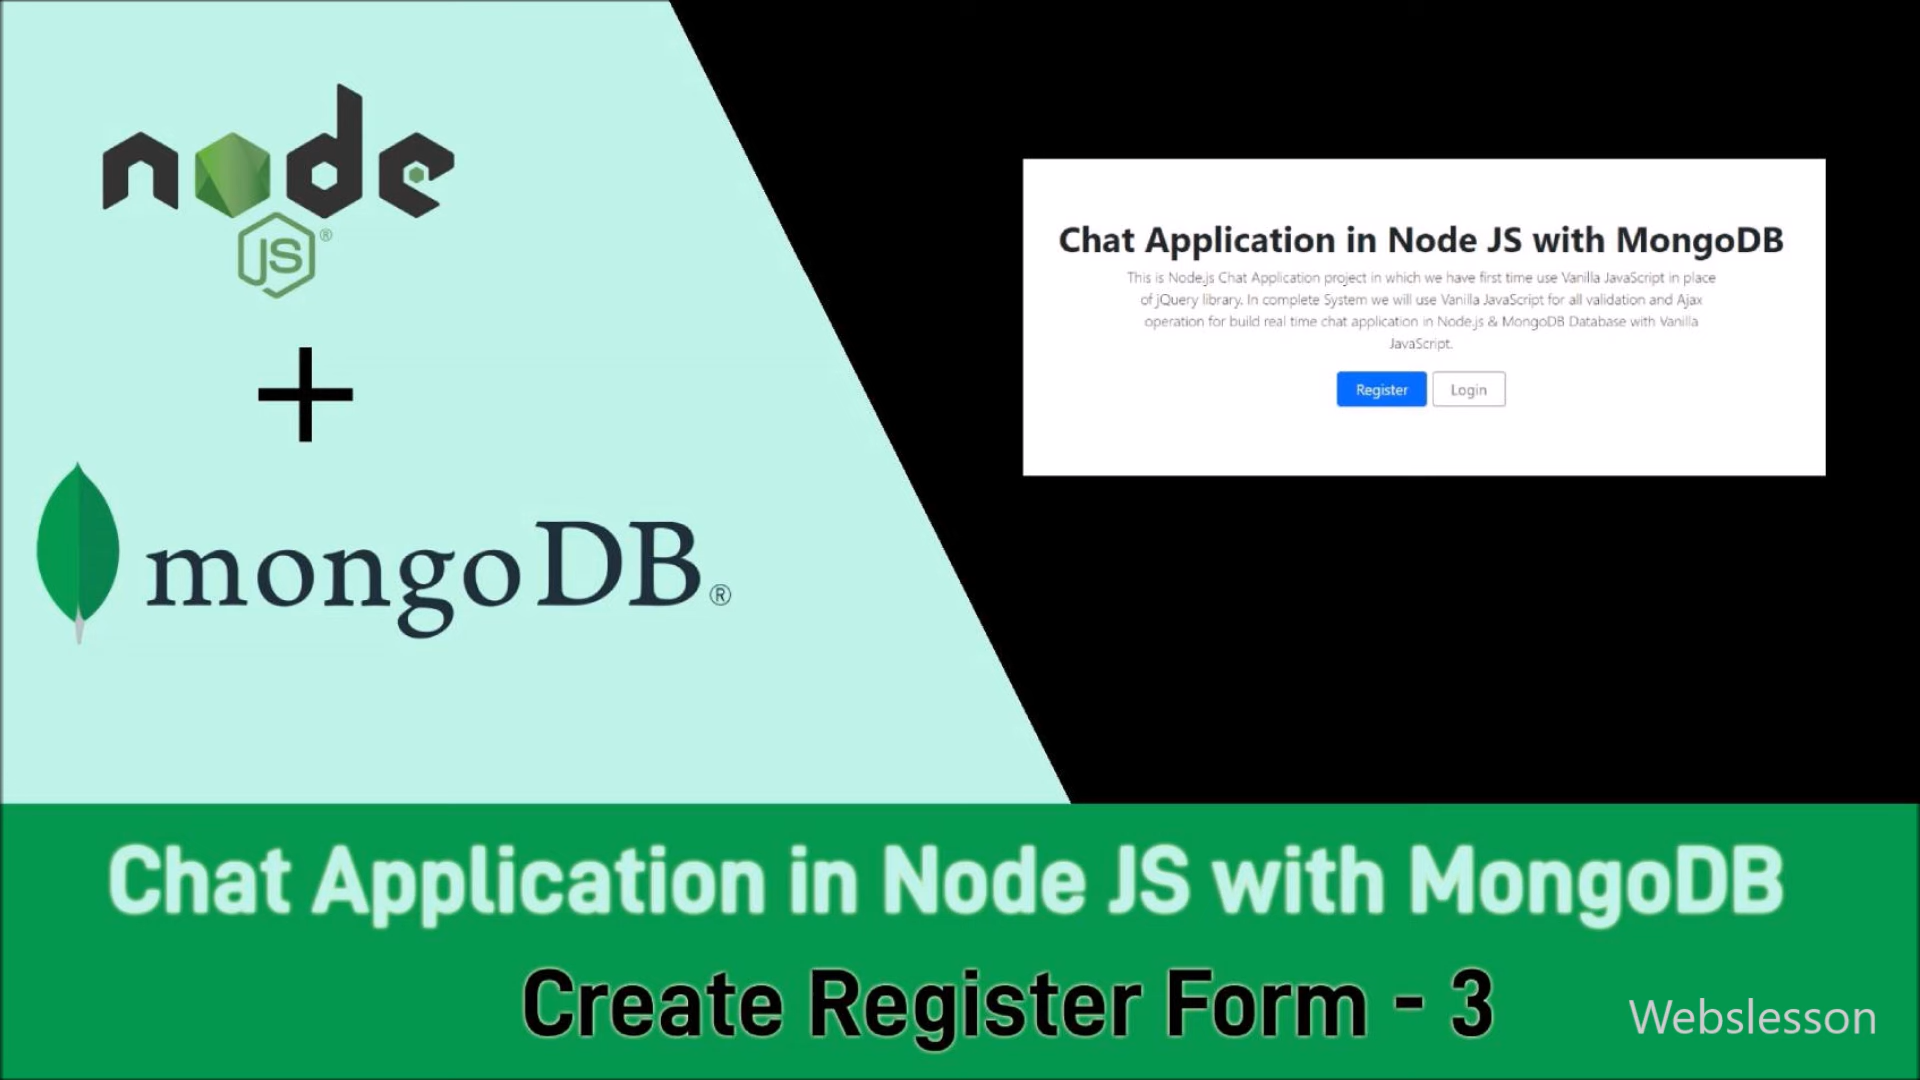 node
JS ®
+
mongoDB®
Chat Application in Node JS with MongoDB
This is Node.js Chat Application project in which we have first time use Vanilla JavaScript in place
of jQuery library. In complete System we will use Vanilla JavaScript for all validation and Ajax
operation for build real time chat application in Node.js & MongoDB Database with Vanilla
JavaScript.
Register Login
Chat Application in Node JS with MongoDB
Create Register Form - 3
Webslesson